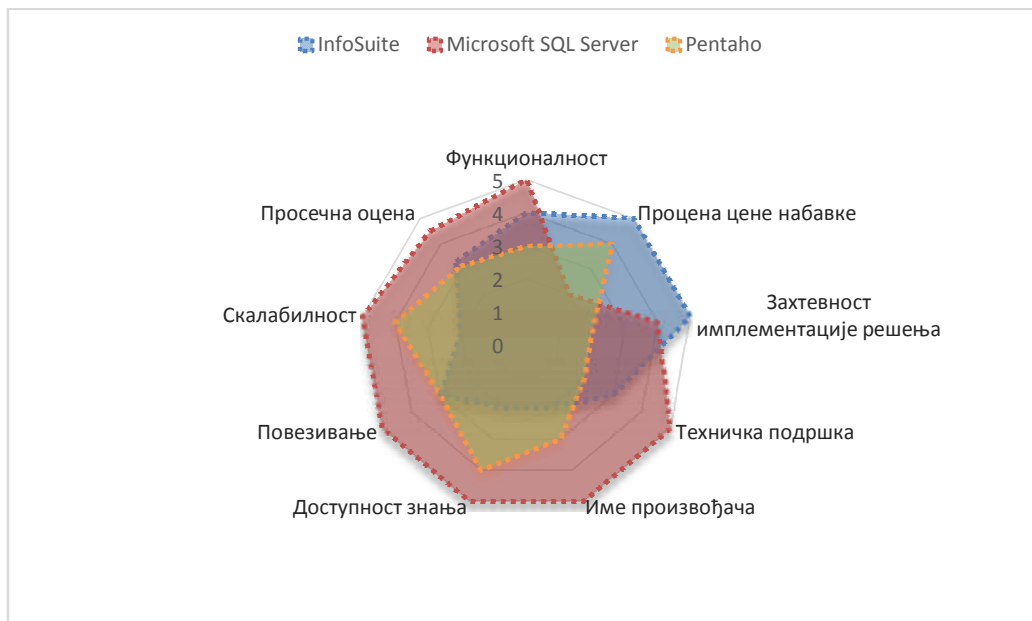 InfoSuite Microsoft SQL Server Pentaho
Функционалност
Процена цене набавке
Захтевност
имплементације решења
Техничка подршка
Име произвођача
Доступност знања
Повезивање
Скалабилност
Просечна оцена
5
4
3
2
1
0